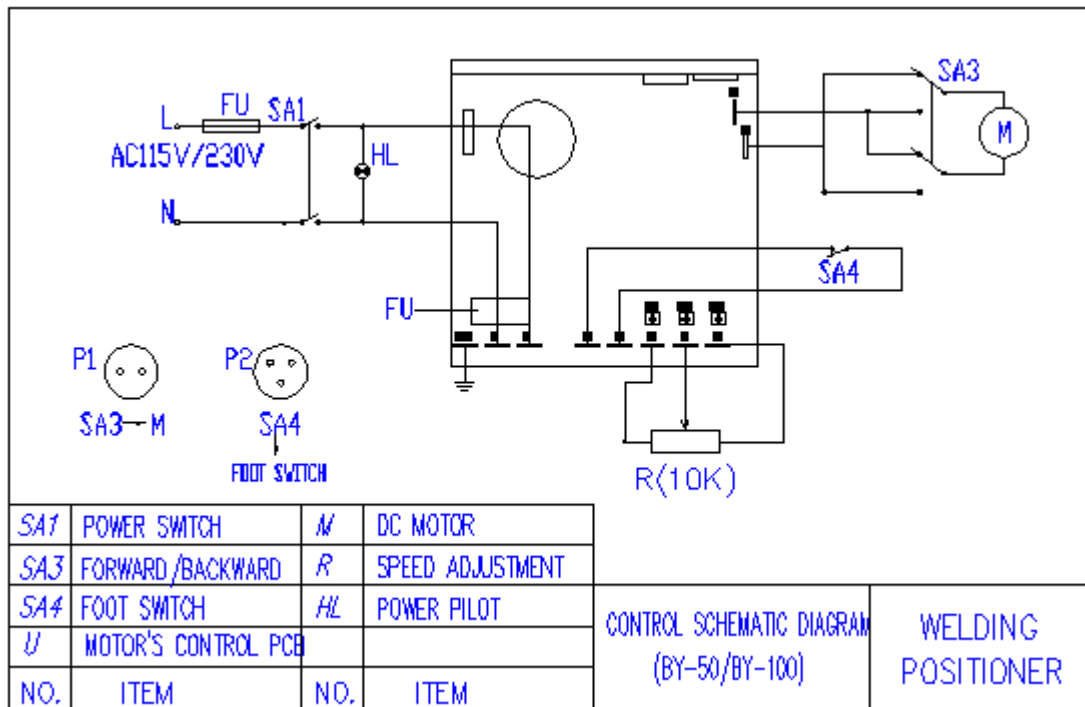 SA3
L
FU
SA1
M
AC115V/230V
HL
N
SA4
FU
P1
P2
SA3 M
SA4
FOOT SWITCH
R(10K)
SA1 POWER SWITCH M DC MOTOR
SA3 FORWARD/BACKWARD R SPEED ADJUSTMENT
SA4 FOOT SWITCH HL POWER PILOT
U MOTOR'S CONTROL PCB
NO. ITEM NO. ITEM
CONTROL SCHEMATIC DIAGRAM
(BY-50/BY-100)
WELDING
POSITIONER